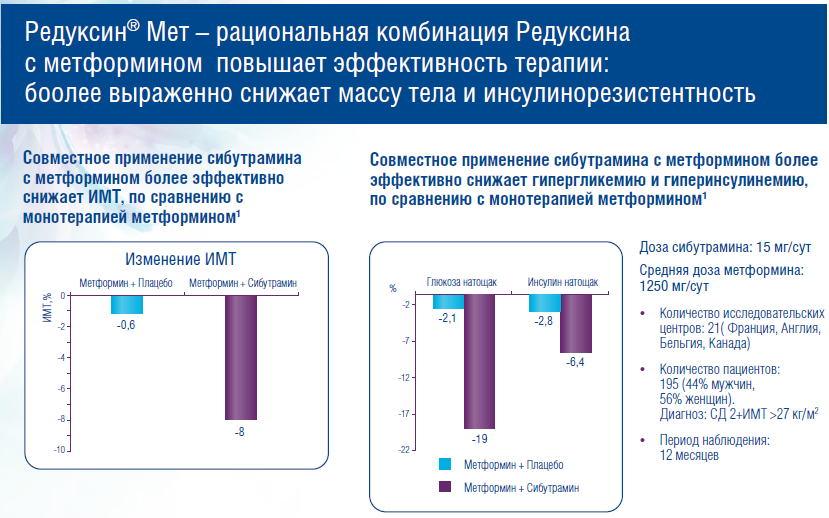 Редуксин® Мет – рациональная комбинация Редуксина
с метформином повышает эффективность терапии:
боолее выраженно снижает массу тела и инсулинорезистентность
Совместное применение сибутрамина
с метформином более эффективно
снижает ИМТ, по сравнению с
монотерапией метформином¹
Изменение ИМТ
Метформин + Плацебо
Метформин + Сибутрамин
ИМТ,%
0
-2
-4
-6
-8
-10
-0,6
-8
Совместное применение сибутрамина с метформином более
эффективно снижает гипергликемию и гиперинсулинемию,
по сравнению с монотерапией метформином¹
%
Глюкоза натощак
Инсулин натощак
-2
-7
-12
-17
-22
-2,1
-19
-2,8
-6,4
Метформин + Плацебо
Метформин + Сибутрамин
Доза сибутрамина: 15 мг/сут
Средняя доза метформина:
1250 мг/сут
• Количество исследовательских
центров: 21( Франция, Англия,
Бельгия, Канада)
• Количество пациентов:
195 (44% мужчин,
56% женщин).
Диагноз: СД 2+ИМТ >27 кг/м²
• Период наблюдения:
12 месяцев